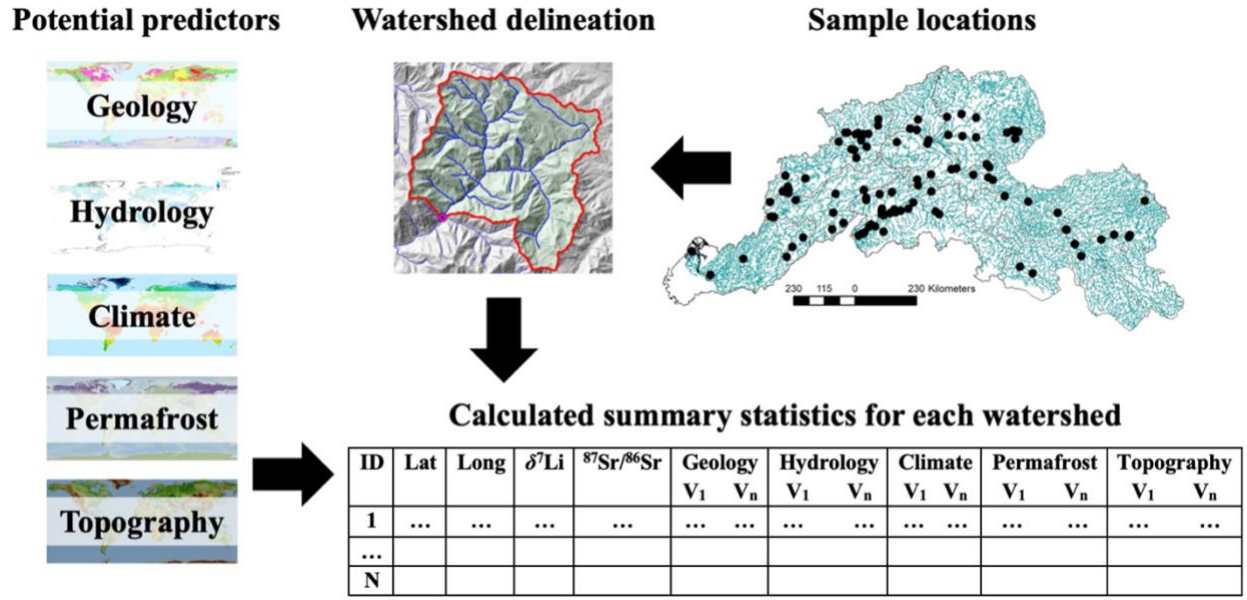 Potential predictors
Geology
Hydrology
Climate
Permafrost
Topography
Watershed delineation
Sample locations
230 115 0 230 Kilometers
Calculated summary statistics for each watershed
ID Lat Long δ⁷Li ⁸⁷Sr/⁸⁶Sr Geology Hydrology Climate Permafrost Topography
V₁ Vₙ V₁ Vₙ V₁ Vₙ V₁ Vₙ V₁ Vₙ
1 ... ... ... ... ... ... ... ... ... ... ... ... ... ...
...
N